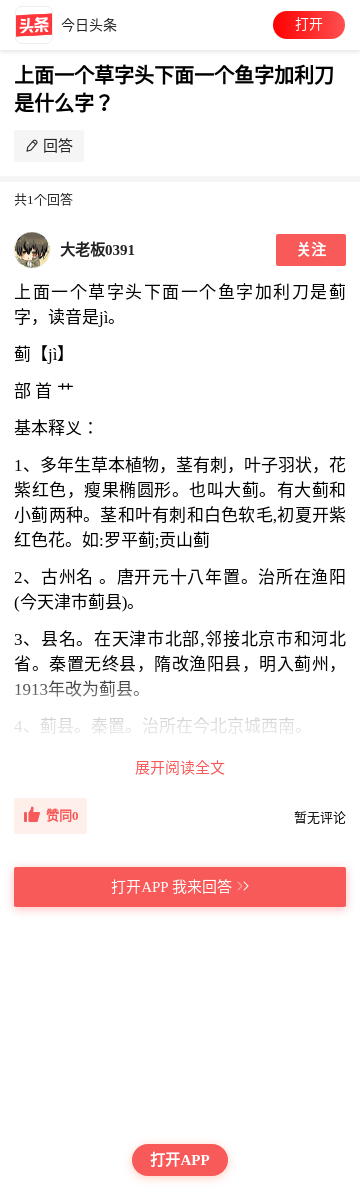 头条 今日头条 打开
上面一个草字头下面一个鱼字加利刀
是什么字？
回答
共1个回答
大老板0391 关注
上面一个草字头下面一个鱼字加利刀是蓟
字，读音是jì。
蓟【jì】
部 首 艹
基本释义：
1、多年生草本植物，茎有刺，叶子羽状，花
紫红色，瘦果椭圆形。也叫大蓟。有大蓟和
小蓟两种。茎和叶有刺和白色软毛,初夏开紫
红色花。如:罗平蓟;贡山蓟
2、古州名 。唐开元十八年置。治所在渔阳
(今天津市蓟县)。
3、县名。在天津市北部,邻接北京市和河北
省。秦置无终县，隋改渔阳县，明入蓟州，
1913年改为蓟县。
4、蓟县。秦置。治所在今北京城西南。
展开阅读全文
赞同0 暂无评论
打开APP 我来回答
打开APP